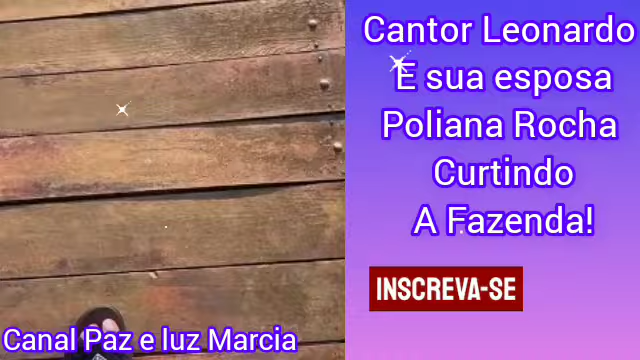 Cantor Leonardo
E sua esposa
Poliana Rocha
Curtindo
A Fazenda!
INSCREVA-SE
Canal Paz e luz Marcia